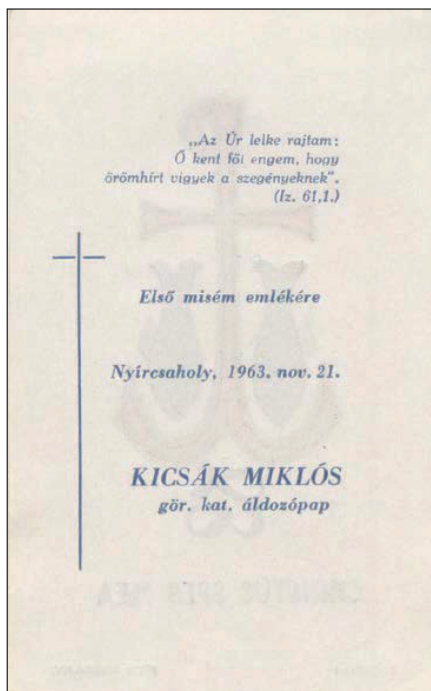 „Az Úr lelke rajtam:
Ő kent föl engem, hogy
örömhírt vigyek a szegényeknek".
(Iz. 61,1.)
Első misém emlékére
Nyírcsaholy, 1963. nov. 21.
KICSÁK MIKLÓS
gör. kat. áldozópap